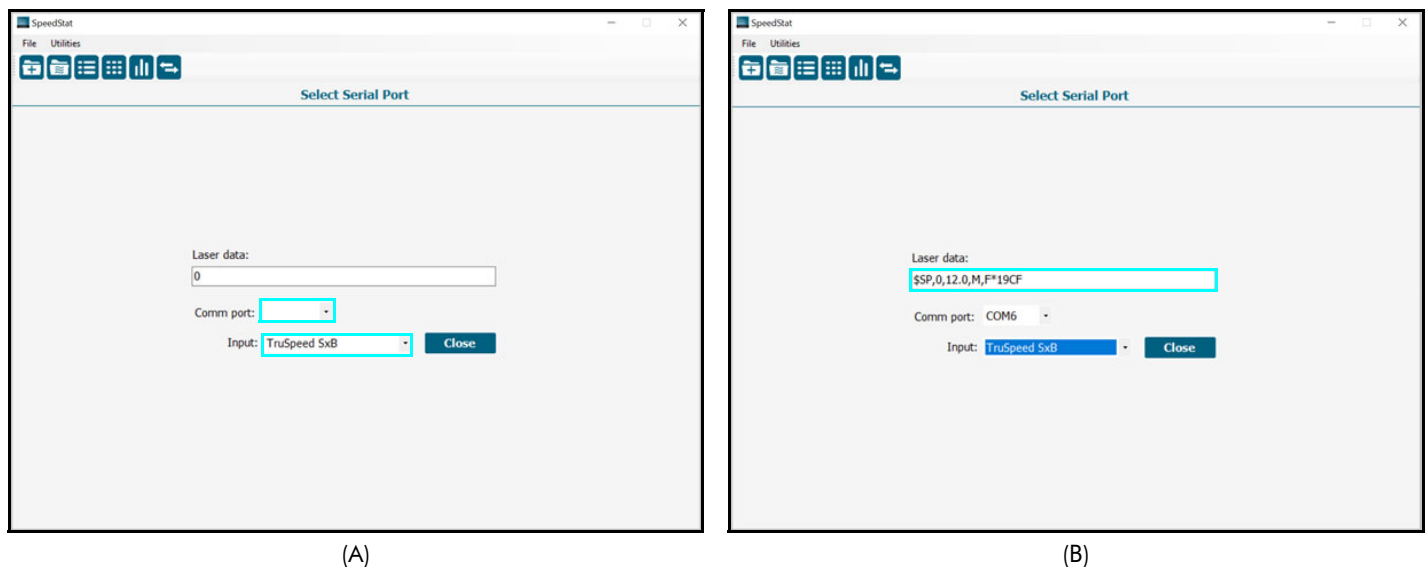 SpeedStat
File Utilities
Select Serial Port
Laser data:
0
Comm port:
Input: TruSpeed SxB Close
(A)
SpeedStat
File Utilities
Select Serial Port
Laser data:
$SP,0,12.0,M,F*19CF
Comm port: COM6
Input: TruSpeed SxB Close
(B)